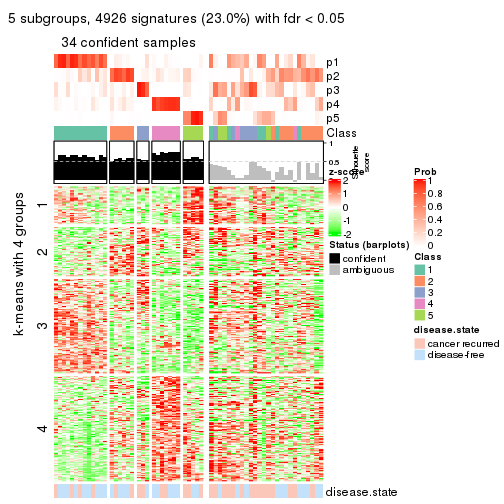 5 subgroups, 4926 signatures (23.0%) with fdr < 0.05
34 confident samples
p1
p2
p3
p4
p5
Class
1
0.5
0
Silhouette
score
k-means with 4 groups
1
2
3
4
disease.state
z-score
2
1
0
-1
-2
Status (barplots)
confident
ambiguous
Prob
1
0.8
0.6
0.4
0.2
0
Class
1
2
3
4
5
disease.state
cancer recurred
disease-free